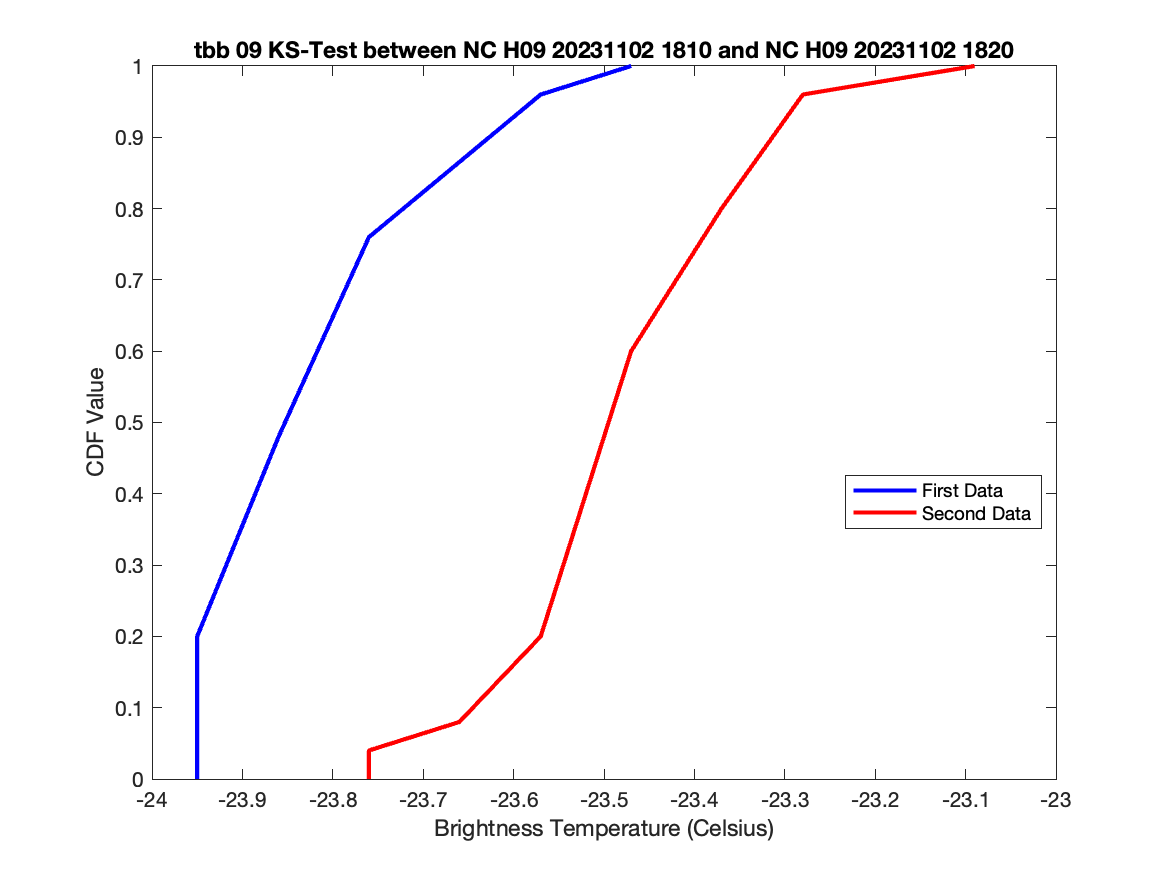 tbb 09 KS-Test between NC H09 20231102 1810 and NC H09 20231102 1820
1
0.9
0.8
0.7
0.6
0.5
0.4
0.3
0.2
0.1
0
CDF Value
First Data
Second Data
-24 -23.9 -23.8 -23.7 -23.6 -23.5 -23.4 -23.3 -23.2 -23.1 -23
Brightness Temperature (Celsius)